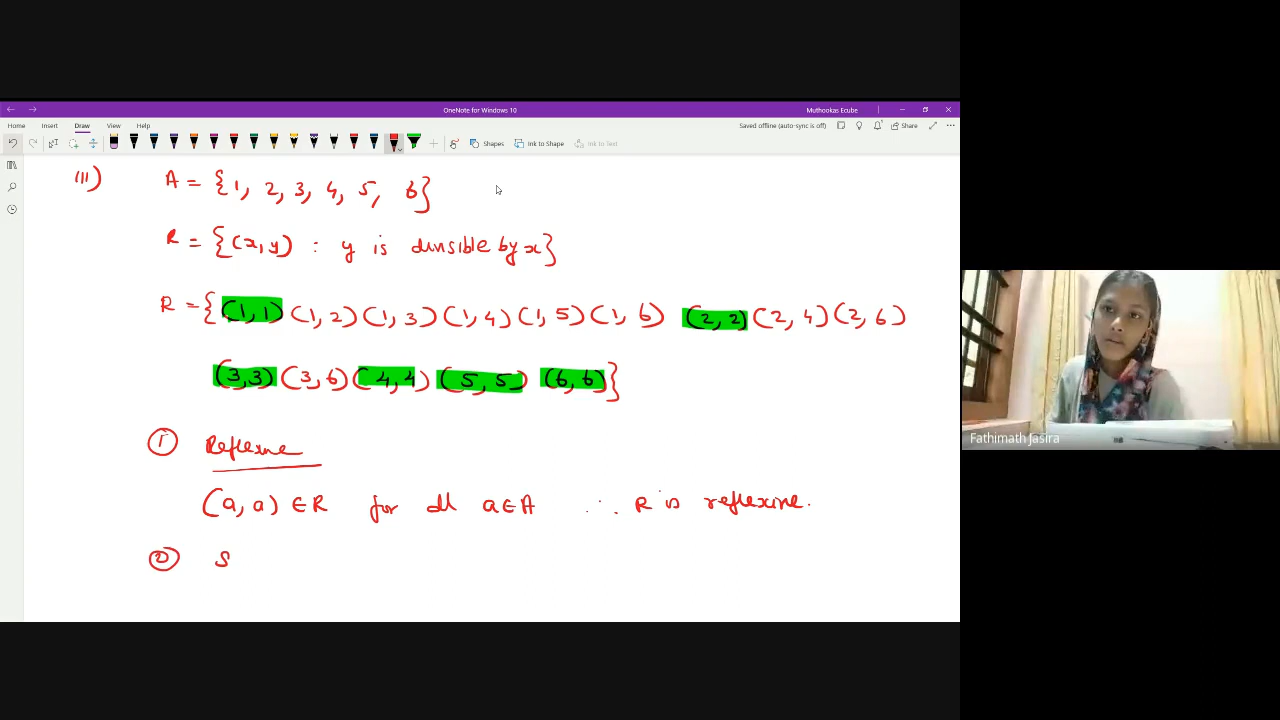 OneNote for Windows 10
Muthookas Ecube
Home Insert Draw View Help
Saved offline (auto-sync is off)
Share
Shapes
Ink to Shape
Ink to Text
III) A = {1, 2, 3, 4, 5, 6}
R = {(x,y) : y is divisible by x}
R = {(1,1) (1,2) (1,3) (1,4) (1,5) (1,6) (2,2) (2,4) (2,6)
(3,3) (3,6) (4,4) (5,5) (6,6)}
① Reflexive
(a, a) ∈ R for all a ∈ A ∴ R is reflexive.
② S
Fathimath Jasira